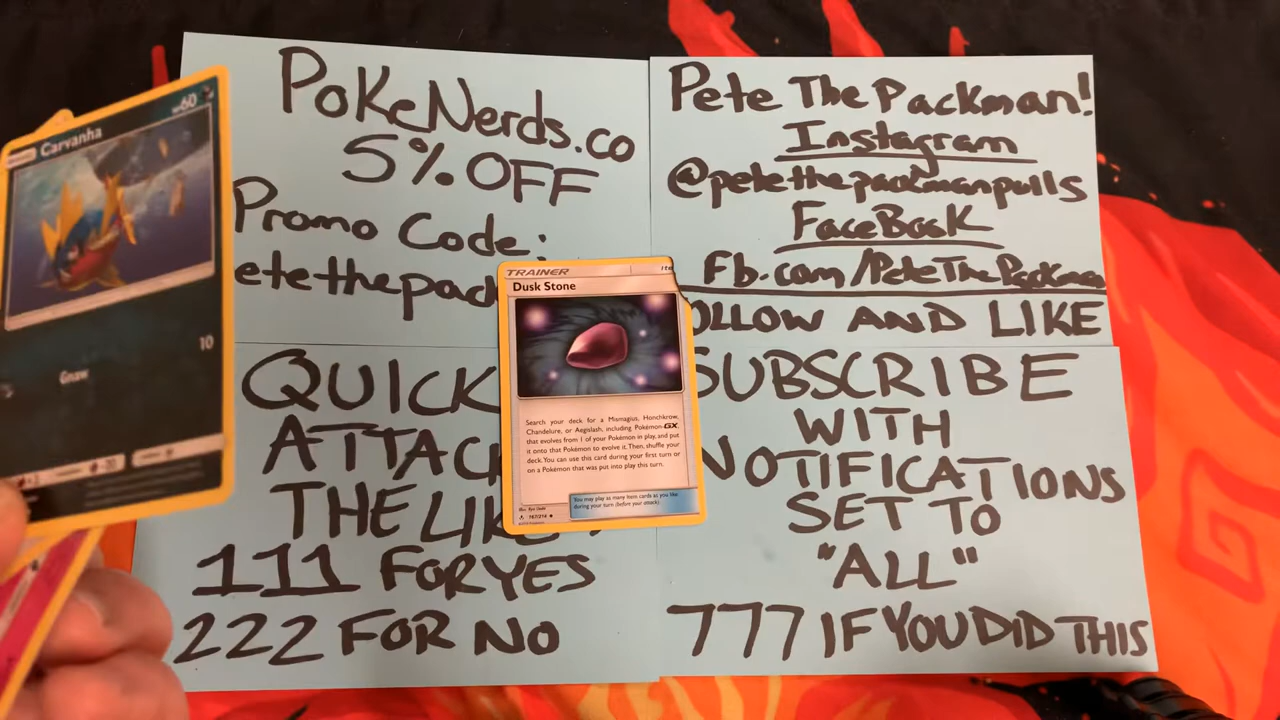 PoKeNerds.co
5% OFF
Promo Code:
etethepac
Pete The Packman!
Instagram
@petethepackmanpulls
FaceBook
Fb.com/PeteThePackman
OLLOW AND LIKE
QUICK
ATTAC
THE LIK
111 FOR YES
222 FOR NO
SUBSCRIBE
WITH
NOTIFICATIONS
SET TO
"ALL"
777 IF YOU DID THIS
Carvanha
60
10
Gnaw
TRAINER
Dusk Stone
Search your deck for a Mismagius, Honchkrow,
Chandelure, or Aegislash, including Pokémon-GX,
that evolves from 1 of your Pokémon in play, and put
it onto that Pokémon to evolve it. Then, shuffle your
deck. You can use this card during your first turn or
on a Pokémon that was put into play this turn.
You may play as many Item cards as you like
during your turn (before your attack).
167/214